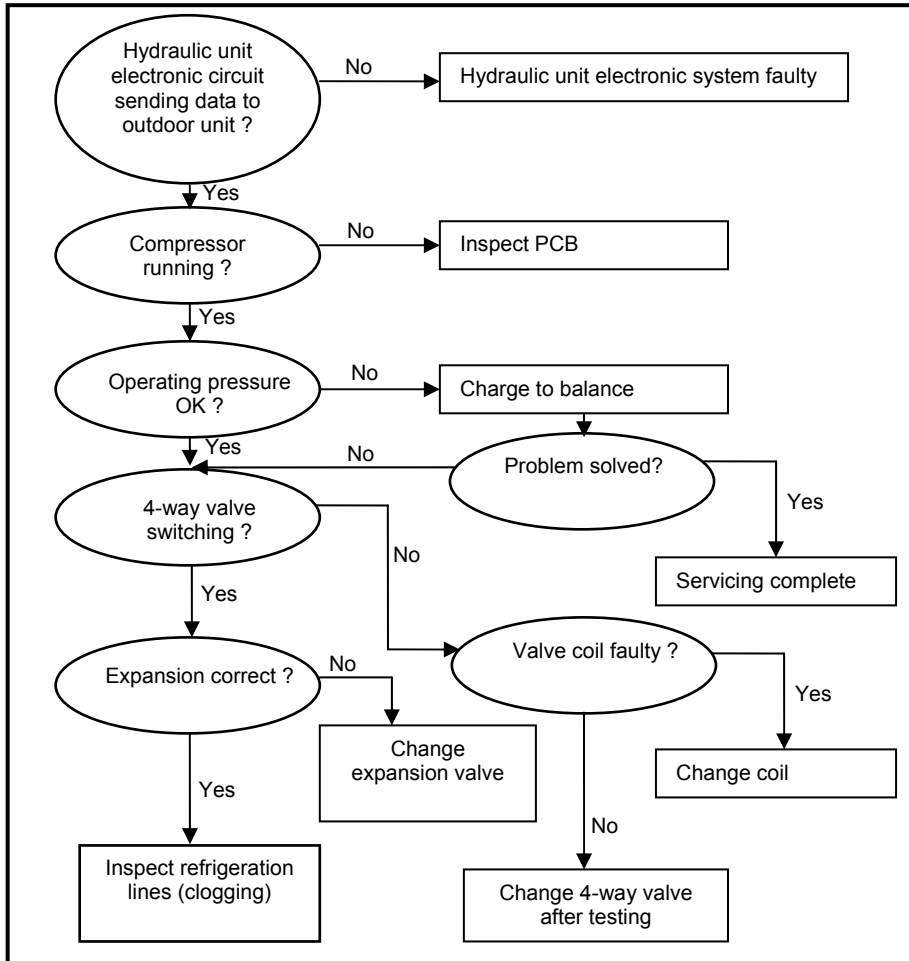 Hydraulic unit
electronic circuit
sending data to
outdoor unit ?
No
Hydraulic unit electronic system faulty
Yes
Compressor
running ?
No
Inspect PCB
Yes
Operating pressure
OK ?
No
Charge to balance
Yes
No
Problem solved?
Yes
Servicing complete
4-way valve
switching ?
No
Yes
Valve coil faulty ?
Yes
Change coil
Expansion correct ?
No
Change
expansion valve
Yes
No
Inspect refrigeration
lines (clogging)
Change 4-way valve
after testing